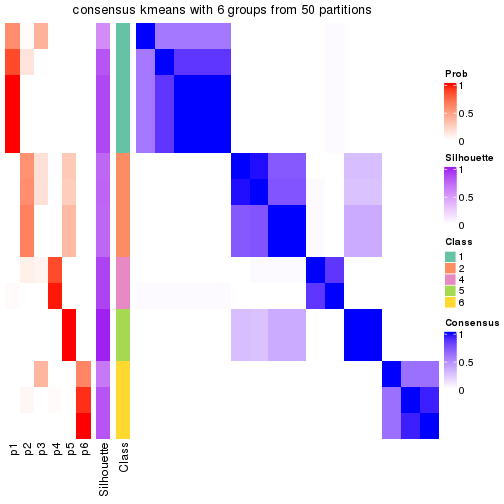 consensus kmeans with 6 groups from 50 partitions
Prob
1
0.5
0
Silhouette
1
0.5
0
Class
1
2
4
5
6
Consensus
1
0.5
0
p1
p2
p3
p4
p5
p6
Silhouette
Class